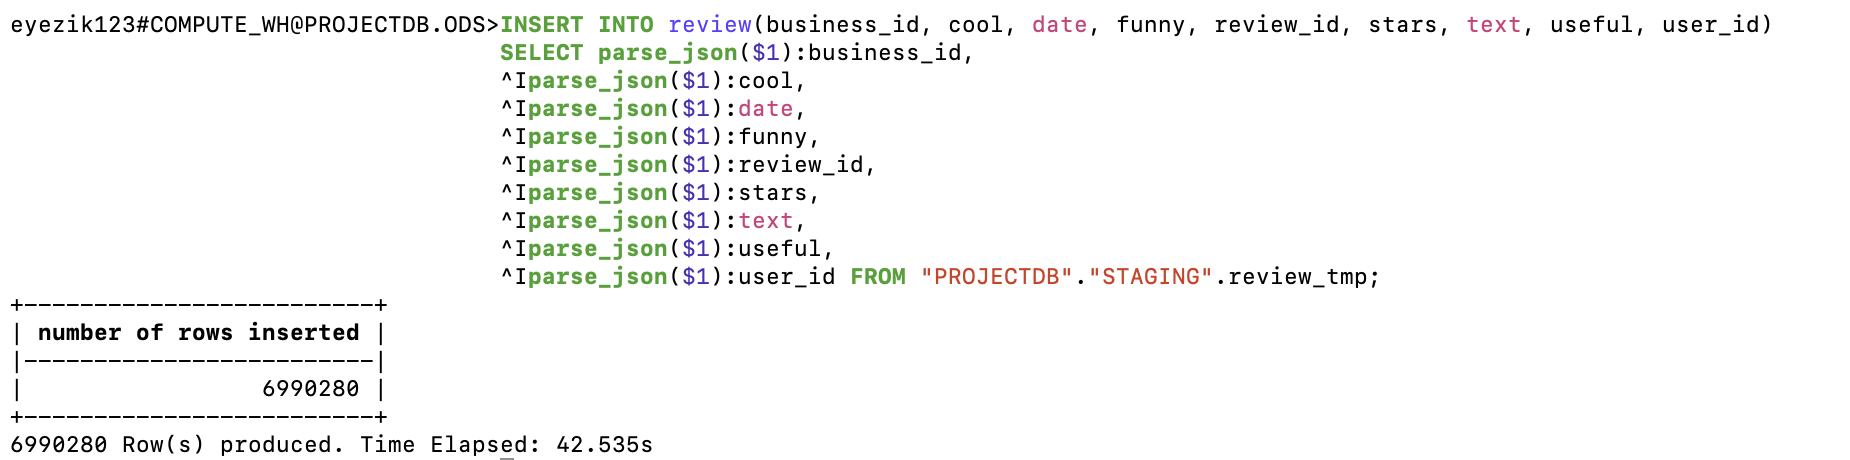 eyezik123#COMPUTE_WH@PROJECTDB.ODS>INSERT INTO review(business_id, cool, date, funny, review_id, stars, text, useful, user_id)
SELECT parse_json($1):business_id,
^Iparse_json($1):cool,
^Iparse_json($1):date,
^Iparse_json($1):funny,
^Iparse_json($1):review_id,
^Iparse_json($1):stars,
^Iparse_json($1):text,
^Iparse_json($1):useful,
^Iparse_json($1):user_id FROM "PROJECTDB"."STAGING".review_tmp;
+-------------------------+
| number of rows inserted |
|-------------------------|
|                 6990280 |
+-------------------------+
6990280 Row(s) produced. Time Elapsed: 42.535s